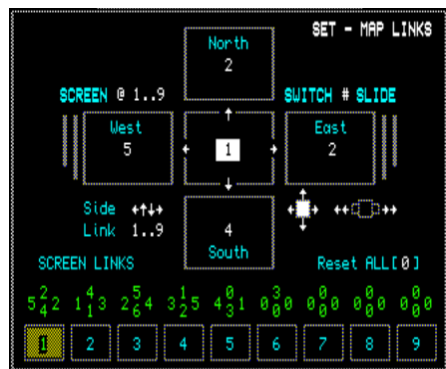 SET - MAP LINKS
North
2
SCREEN @ 1..9
SWITCH # SLIDE
West
5
1
East
2
Side ←↑↓→
Link 1..9
4
South
SCREEN LINKS
Reset ALL[0]
2 4 5 1 0 3 0 0 0
5 2 1 3 2 4 3 5 4 1 0 0 0 0 0 0 0 0
4 1 6 2 3 0 0 0 0
1 2 3 4 5 6 7 8 9